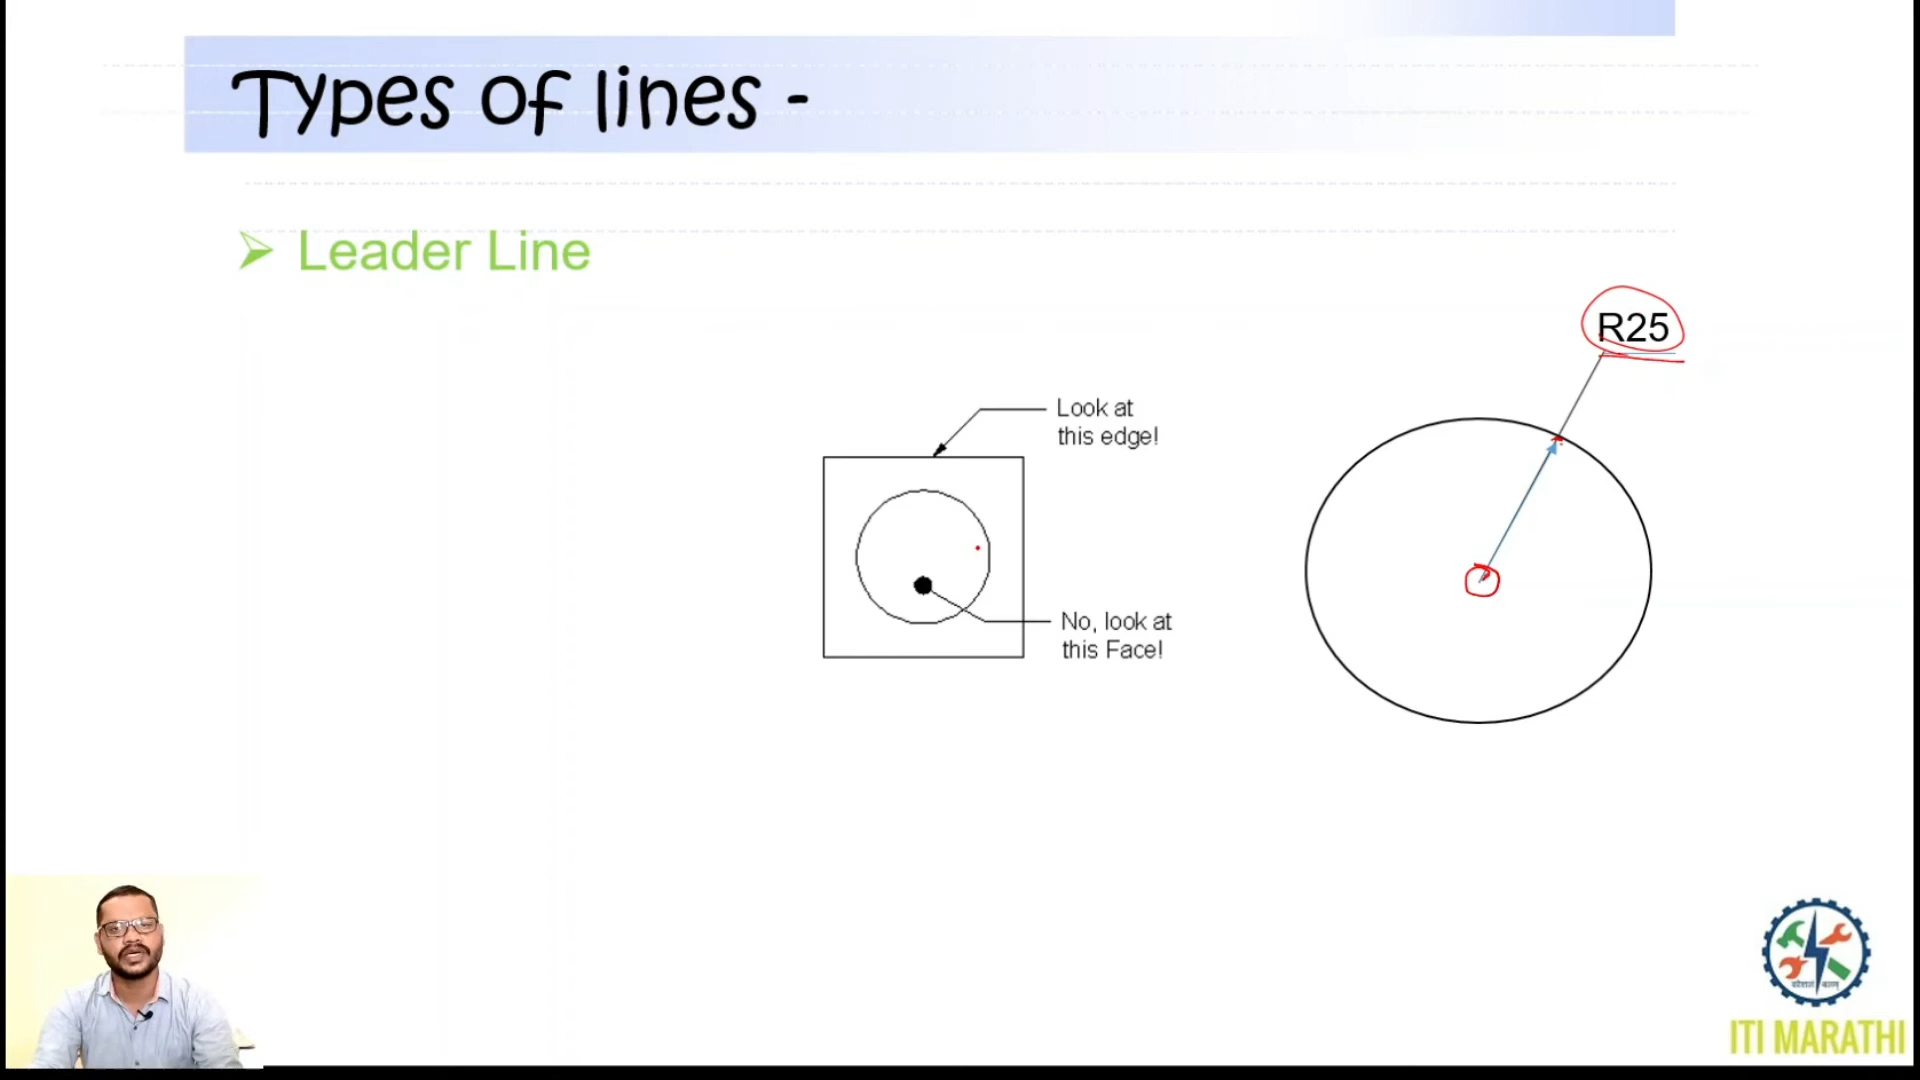 Types of lines -
Leader Line
R25
Look at
this edge!
No, look at
this Face!
ITI MARATHI